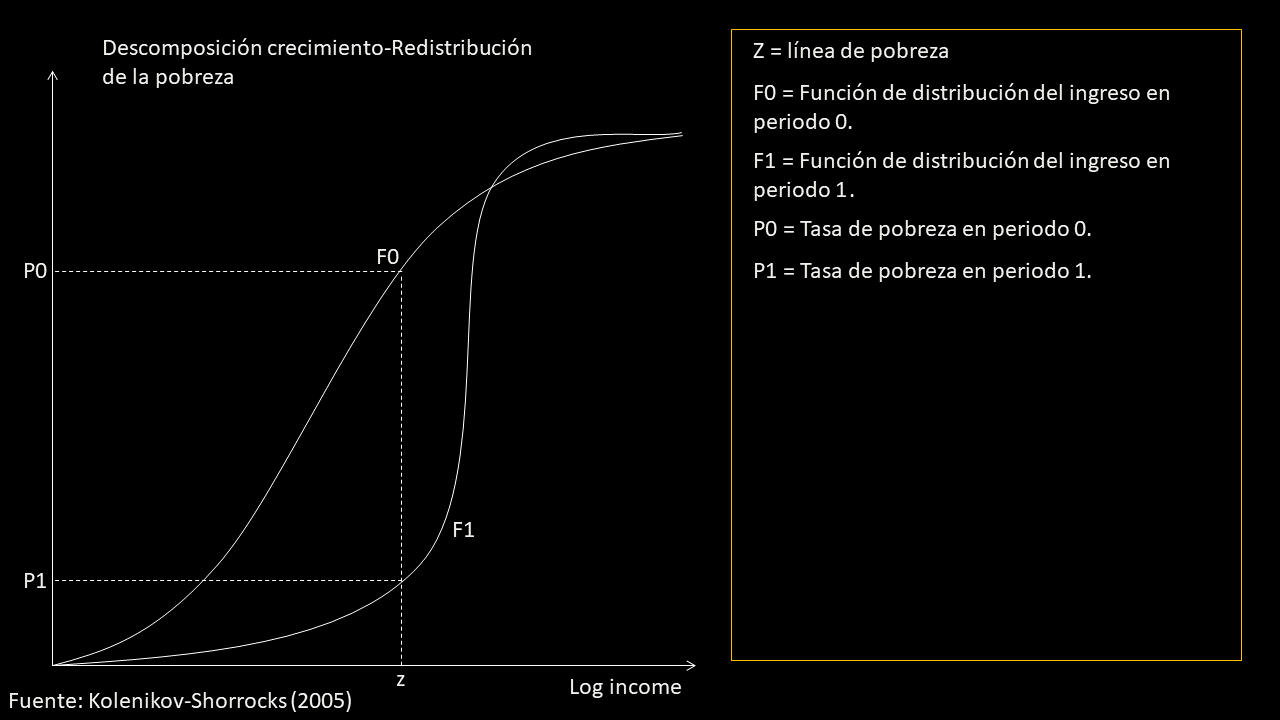 Descomposición crecimiento-Redistribución
de la pobreza
P0
F0
F1
P1
z
Log income
Fuente: Kolenikov-Shorrocks (2005)
Z = línea de pobreza
F0 = Función de distribución del ingreso en
periodo 0.
F1 = Función de distribución del ingreso en
periodo 1.
P0 = Tasa de pobreza en periodo 0.
P1 = Tasa de pobreza en periodo 1.